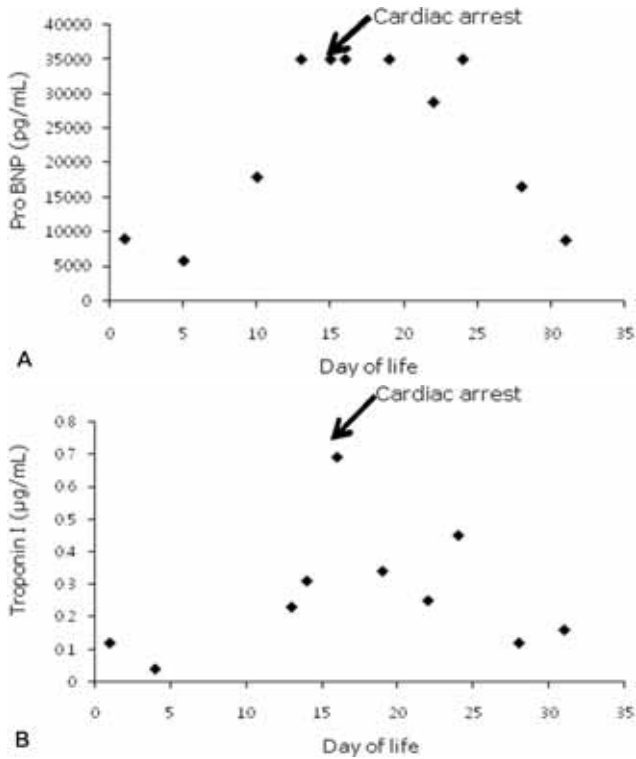 Cardiac arrest
Pro BNP (pg/mL)
40000
35000
30000
25000
20000
15000
10000
5000
0
0 5 10 15 20 25 30 35
Day of life
A
Cardiac arrest
Troponin I (µg/mL)
0.8
0.7
0.6
0.5
0.4
0.3
0.2
0.1
0
0 5 10 15 20 25 30 35
Day of life
B